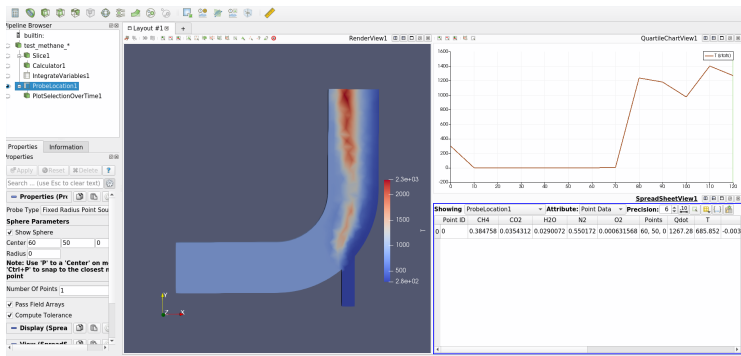 Pipeline Browser
builtin:
test_methane_*
Slice1
Calculator1
IntegrateVariables1
ProbeLocation1
PlotSelectionOverTime1
Properties Information
Properties
Apply Reset Delete ?
Search ... (use Esc to clear text)
Properties (Pro
Probe Type Fixed Radius Point Sou
Sphere Parameters
Show Sphere
Center 60 50 0
Radius 0
Note: Use 'P' to a 'Center' on m
'Ctrl+P' to snap to the closest m
point
Number Of Points 1
Pass Field Arrays
Compute Tolerance
Display (Sprea
Layout #1 +
RenderView1
2.3e+03
2000
1500
1000
500
2.8e+02
T
Y
Z X
QuartileChartView1
T (stats)
1600
1400
1200
1000
800
600
400
200
0
-200
0 10 20 30 40 50 60 70 80 90 100 110 120
SpreadSheetView1
Showing ProbeLocation1 Attribute: Point Data Precision: 6
Point ID CH4 CO2 H2O N2 O2 Points Qdot T
0 0 0.384758 0.0354312 0.0290072 0.550172 0.000631568 60, 50, 0 1267.28 685.852 -0.003